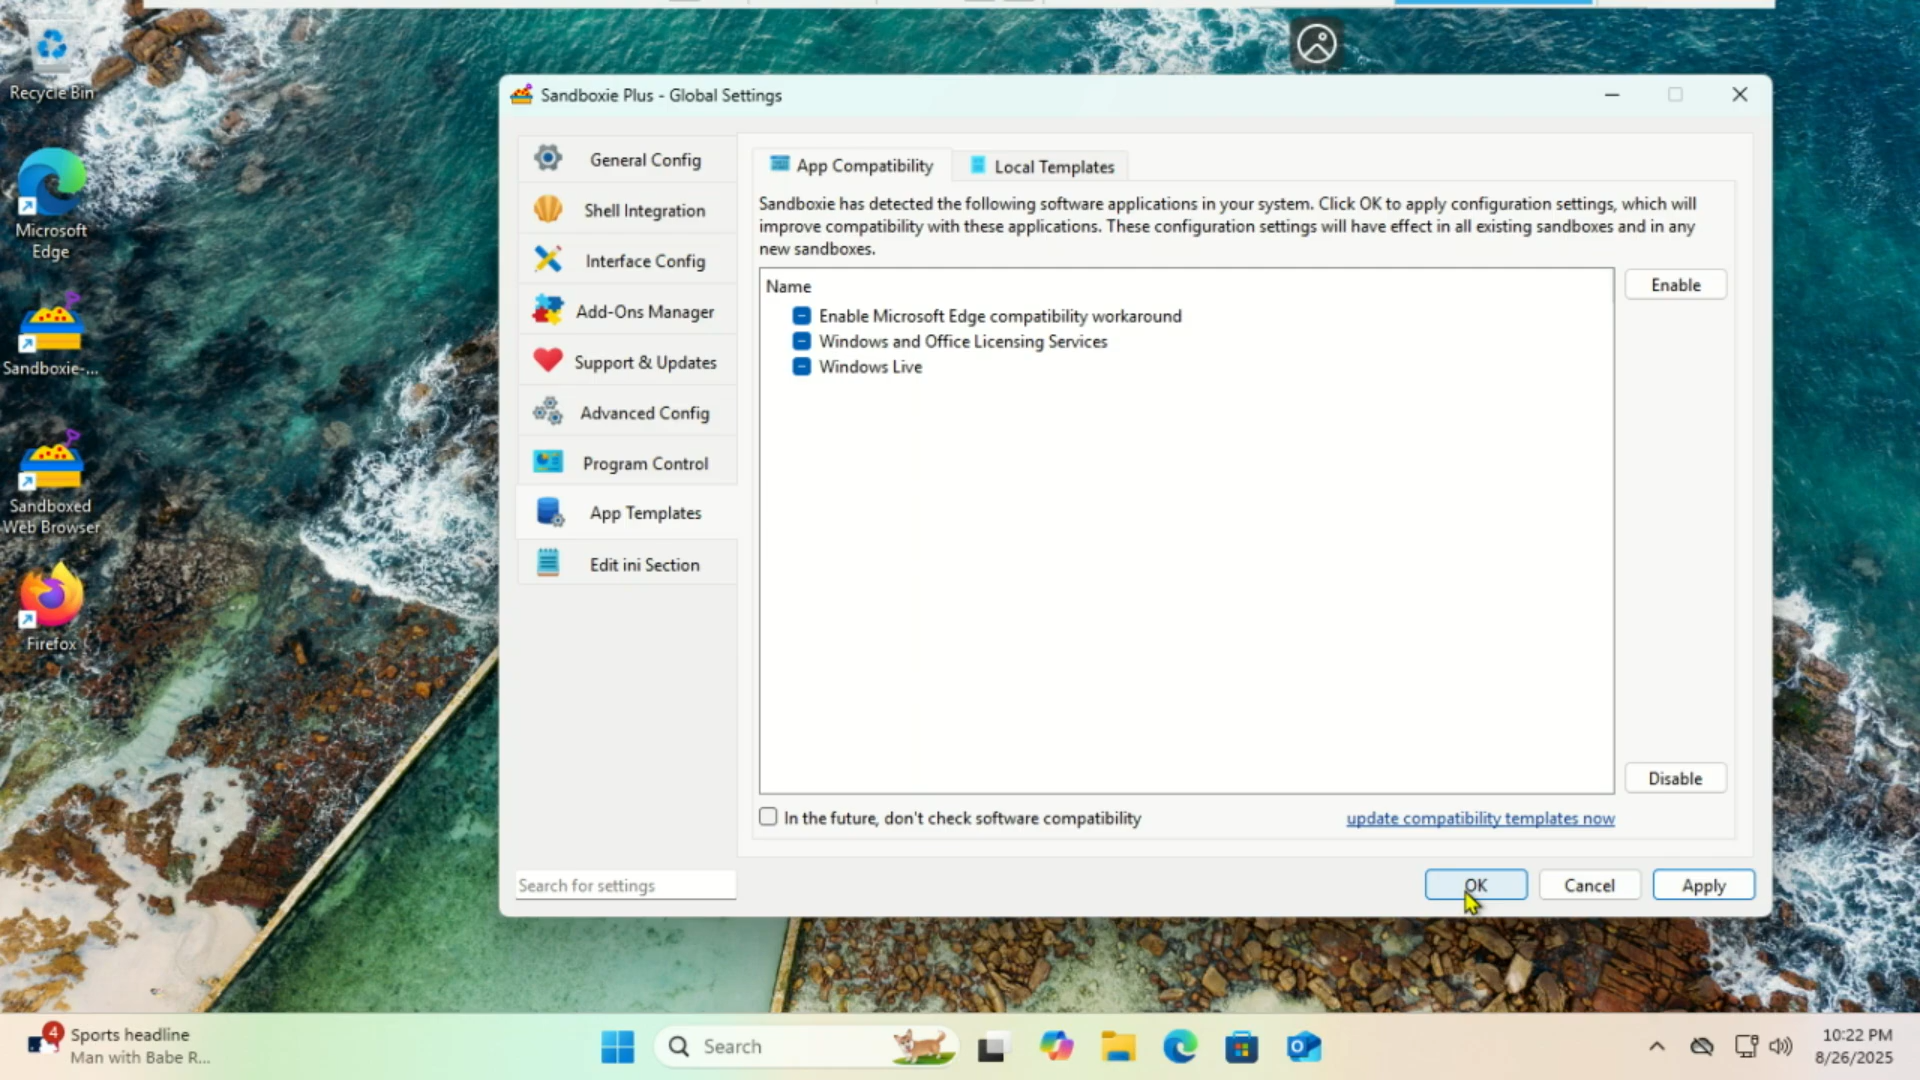 Recycle Bin
Microsoft
Edge
Sandboxie-...
Sandboxed
Web Browser
Firefox
Sandboxie Plus - Global Settings
General Config
Shell Integration
Interface Config
Add-Ons Manager
Support & Updates
Advanced Config
Program Control
App Templates
Edit ini Section
Search for settings
App Compatibility
Local Templates
Sandboxie has detected the following software applications in your system. Click OK to apply configuration settings, which will
improve compatibility with these applications. These configuration settings will have effect in all existing sandboxes and in any
new sandboxes.
Name
Enable Microsoft Edge compatibility workaround
Windows and Office Licensing Services
Windows Live
Enable
Disable
In the future, don't check software compatibility
update compatibility templates now
OK
Cancel
Apply
4
Sports headline
Man with Babe R...
Search
10:22 PM
8/26/2025